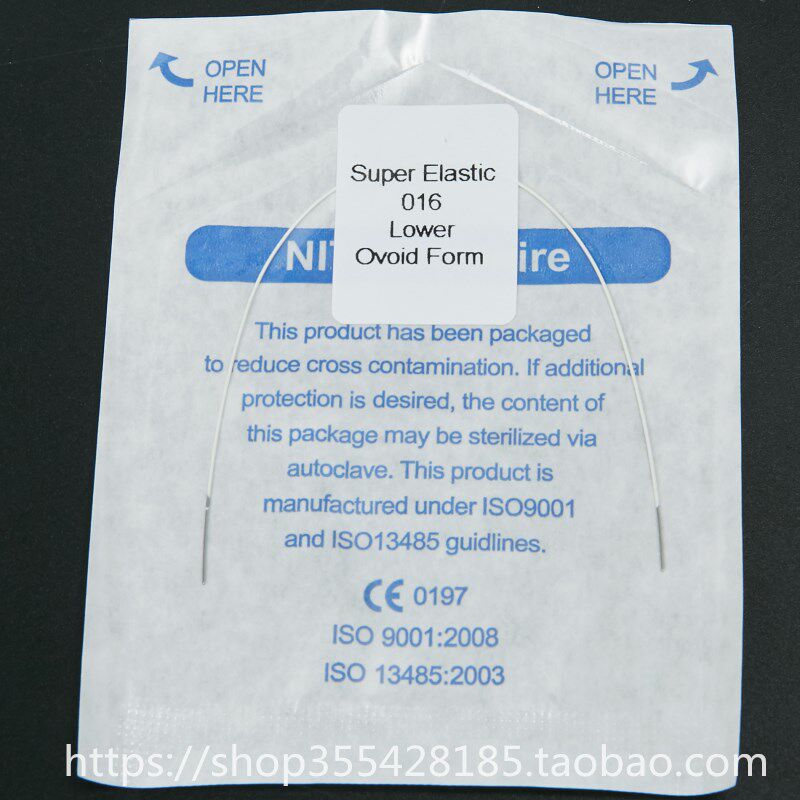 OPEN
HERE
OPEN
HERE
Super Elastic
016
Lower
Ovoid Form
This product has been packaged
to reduce cross contamination. If additional
protection is desired, the content of
this package may be sterilized via
autoclave. This product is
manufactured under ISO9001
and ISO13485 guidlines.
CE 0197
ISO 9001:2008
ISO 13485:2003
https://shop355428185.taobao.com